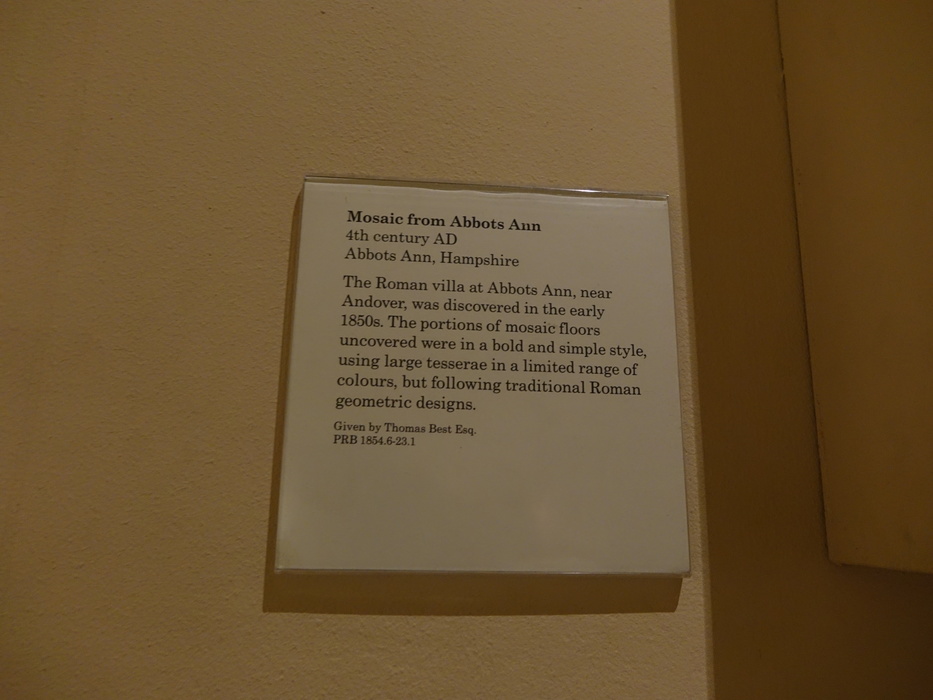 Mosaic from Abbots Ann
4th century AD
Abbots Ann, Hampshire
The Roman villa at Abbots Ann, near
Andover, was discovered in the early
1850s. The portions of mosaic floors
uncovered were in a bold and simple style,
using large tesserae in a limited range of
colours, but following traditional Roman
geometric designs.
Given by Thomas Best Esq.
PRB 1854.6-23.1